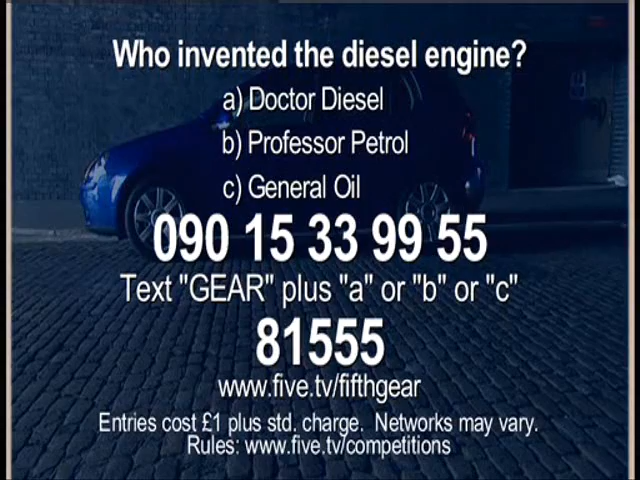 Who invented the diesel engine?
a) Doctor Diesel
b) Professor Petrol
c) General Oil
090 15 33 99 55
Text "GEAR" plus "a" or "b" or "c"
81555
www.five.tv/fifthgear
Entries cost £1 plus std. charge. Networks may vary.
Rules: www.five.tv/competitions